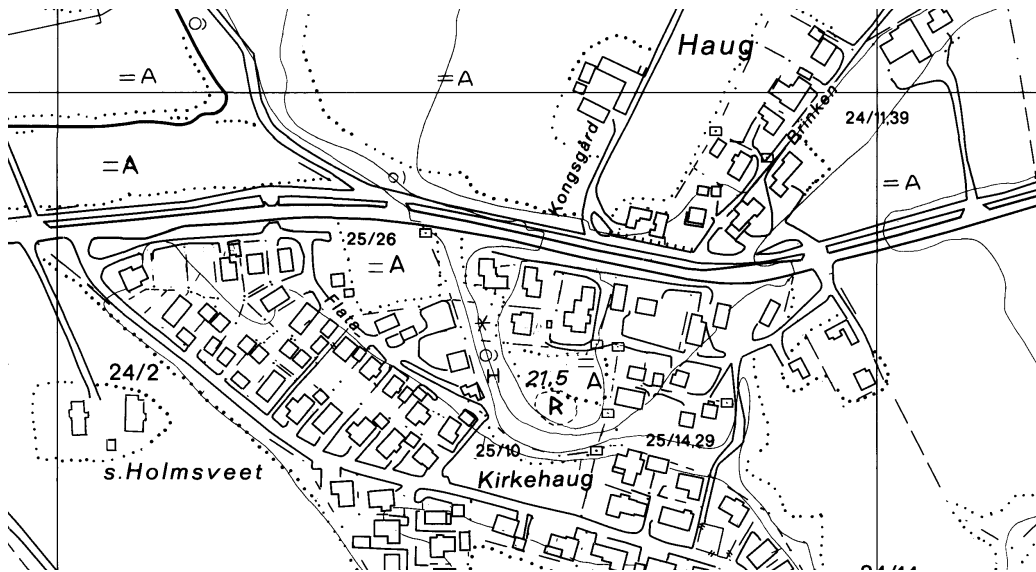 Haug
=A
=A
Brinken
24/11,39
Kongsgård
=A
=A
25/26
=A
Flata
24/2
21,5
=A
R
25/10
25/14,29
s.Holmsveet
Kirkehaug